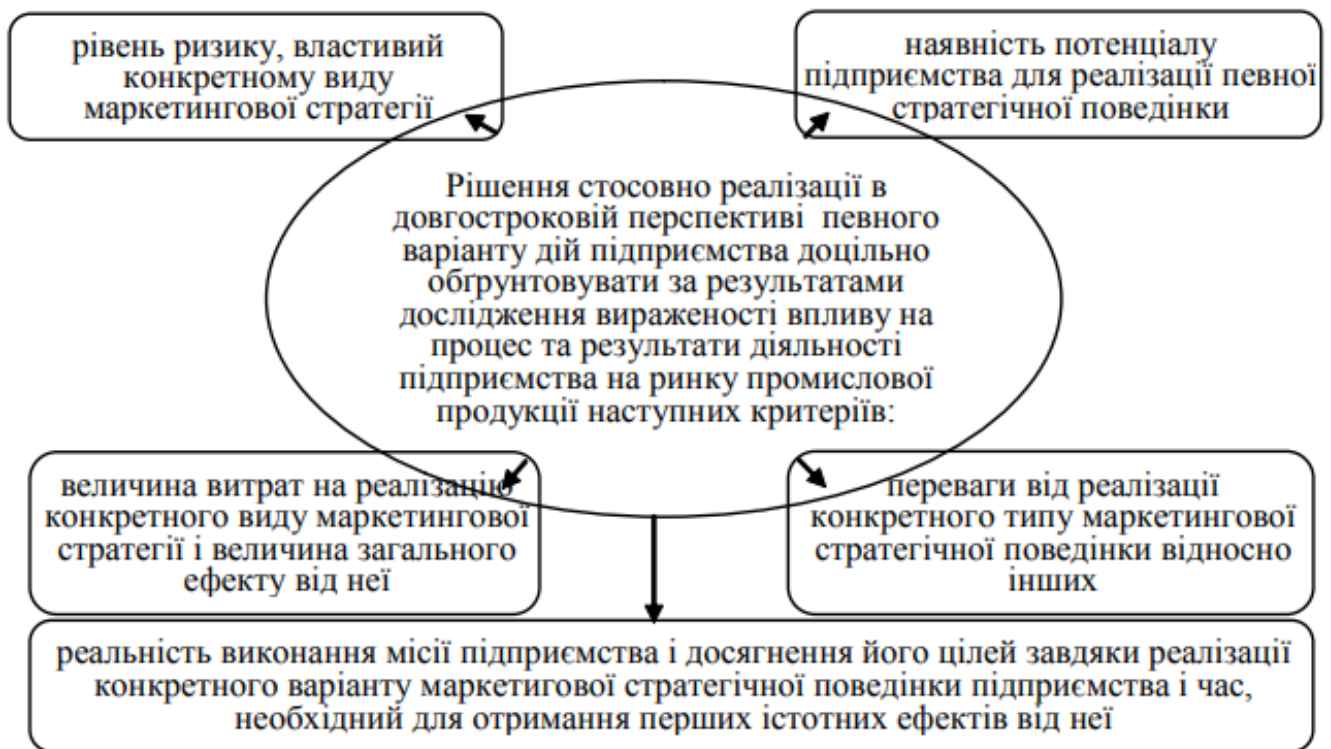 рівень ризику, властивий
конкретному виду
маркетингової стратегії
наявність потенціалу
підприємства для реалізації певної
стратегічної поведінки
Рішення стосовно реалізації в
довгостроковій перспективі певного
варіанту дій підприємства доцільно
обґрунтовувати за результатами
дослідження вираженості впливу на
процес та результати діяльності
підприємства на ринку промислової
продукції наступних критеріїв:
величина витрат на реалізацію
конкретного виду маркетингової
стратегії і величина загального
ефекту від неї
переваги від реалізації
конкретного типу маркетингової
стратегічної поведінки відносно
інших
реальність виконання місії підприємства і досягнення його цілей завдяки реалізації
конкретного варіанту маркетигової стратегічної поведінки підприємства і час,
необхідний для отримання перших істотних ефектів від неї